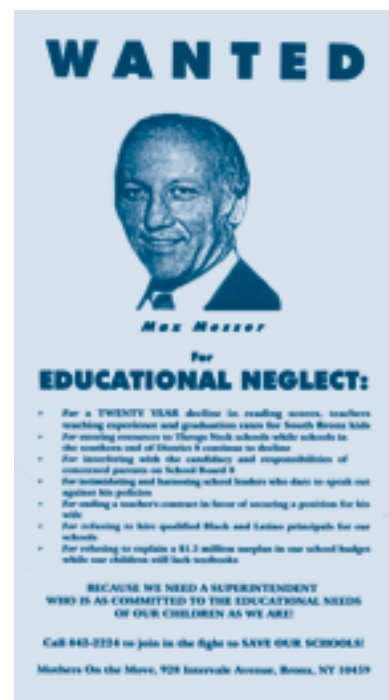 WANTED
Max Messer
For
EDUCATIONAL NEGLECT:
• For a TWENTY YEAR decline in reading scores, teachers
teaching experience and graduation rates for South Bronx kids
• For moving resources to Throgs Neck schools while schools in
the southern end of District 8 continue to decline
• For interfering with the candidacy and responsibilities of
concerned parents on School Board 8
• For intimidating and harassing school leaders who dare to speak out
against his policies
• For ending a teacher's contract in favor of securing a position for his
wife
• For refusing to hire qualified Black and Latino principals for our
schools
• For refusing to explain a $1.3 million surplus in our school budget
while our children still lack textbooks
BECAUSE WE NEED A SUPERINTENDENT
WHO IS AS COMMITTED TO THE EDUCATIONAL NEEDS
OF OUR CHILDREN AS WE ARE!
Call 842-2224 to join in the fight to SAVE OUR SCHOOLS!
Mothers On the Move, 928 Intervale Avenue, Bronx, NY 10459